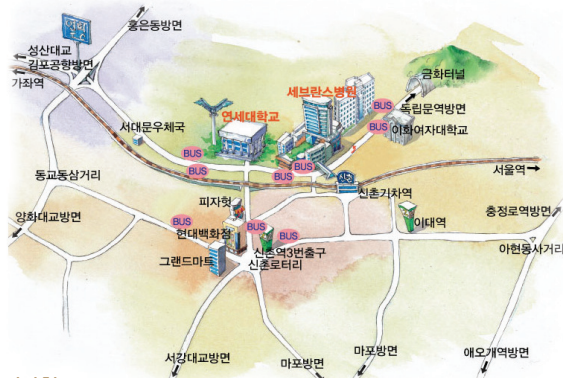 홍은동방면
성산대교
김포공항방면
가좌역
금화터널
세브란스병원
독립문역방면
연세대학교
이화여자대학교
서대문우체국
BUS
BUS
BUS
BUS
BUS
BUS
서울역
동교동삼거리
신촌
신촌기차역
피자헛
양화대교방면
충정로역방면
BUS
BUS
BUS
현대백화점
이대역
신촌역3번출구
신촌로터리
아현동사거리
그랜드마트
서강대교방면
마포방면
마포방면
애오개역방면